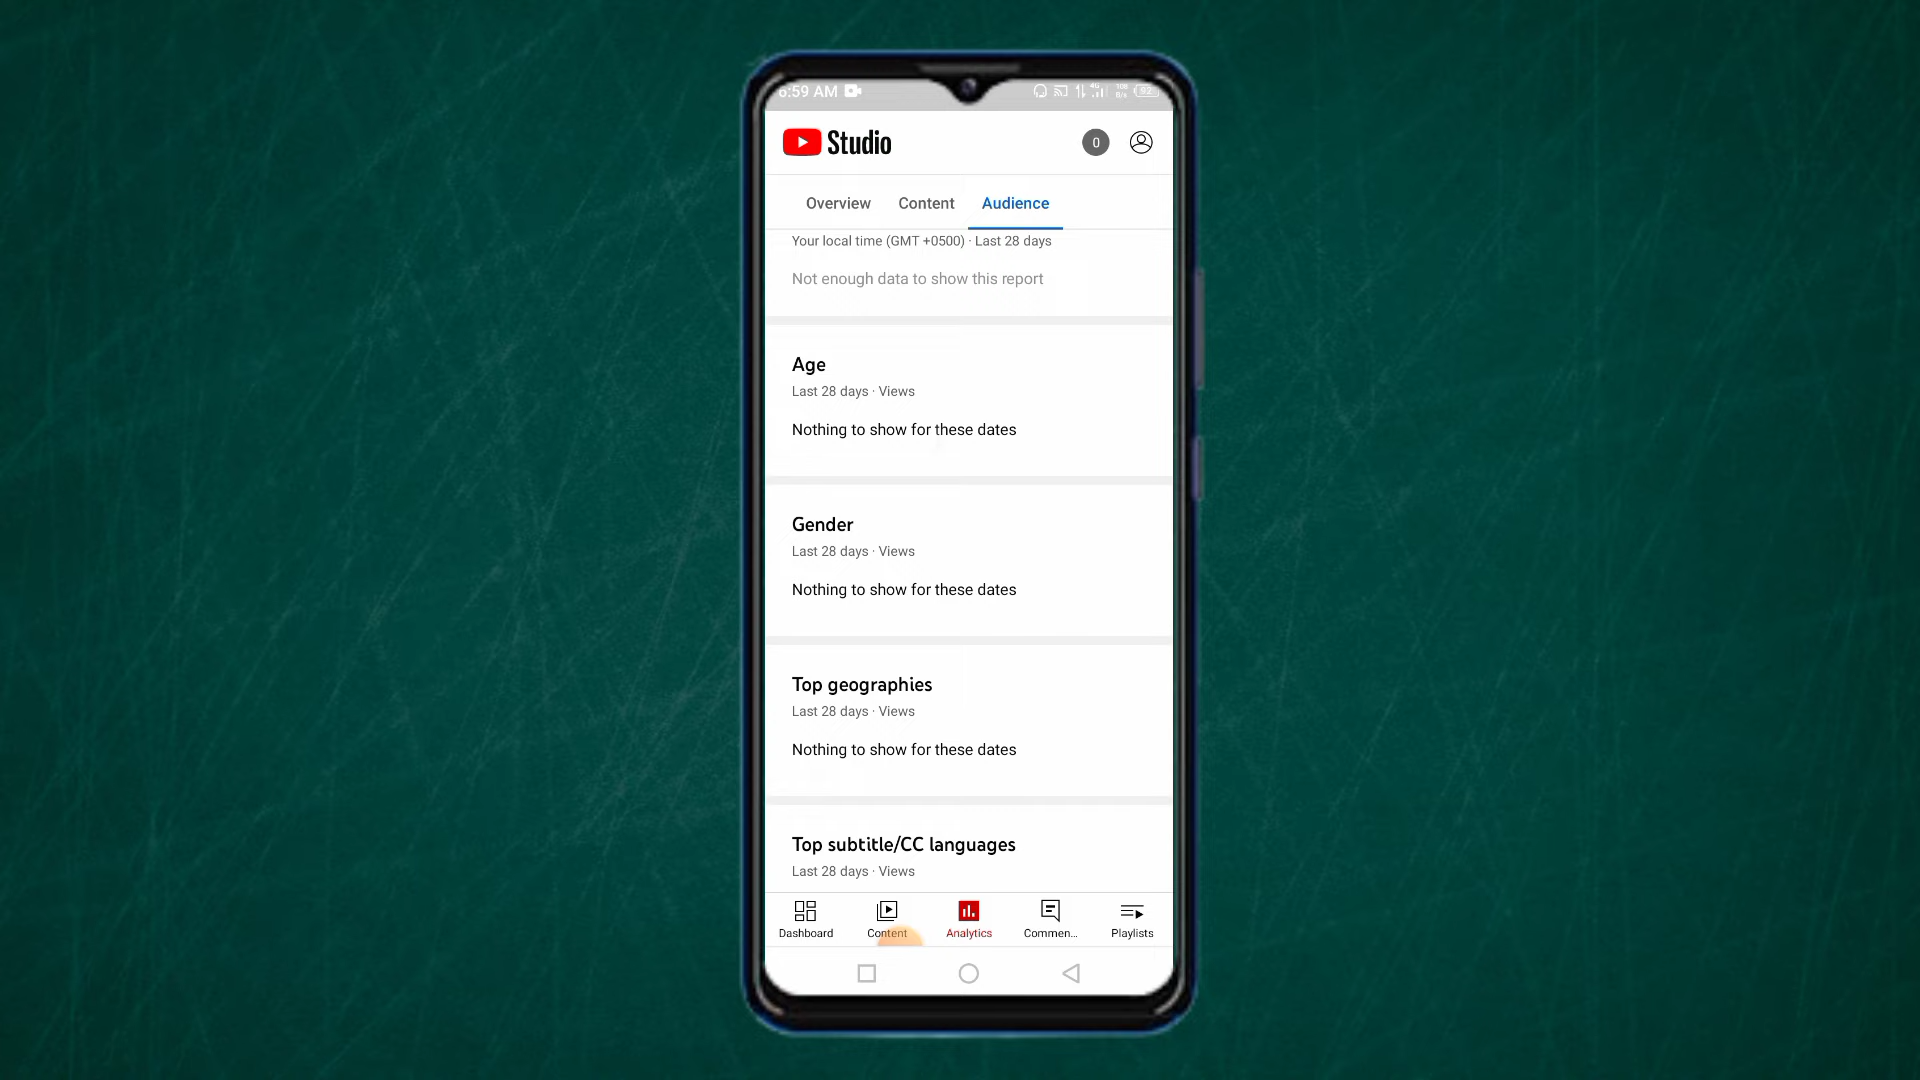 6:59 AM
4G 108 B/s 92
Studio
0
Overview Content Audience
Your local time (GMT +0500) · Last 28 days
Not enough data to show this report
Age
Last 28 days · Views
Nothing to show for these dates
Gender
Last 28 days · Views
Nothing to show for these dates
Top geographies
Last 28 days · Views
Nothing to show for these dates
Top subtitle/CC languages
Last 28 days · Views
Dashboard Content Analytics Commen... Playlists